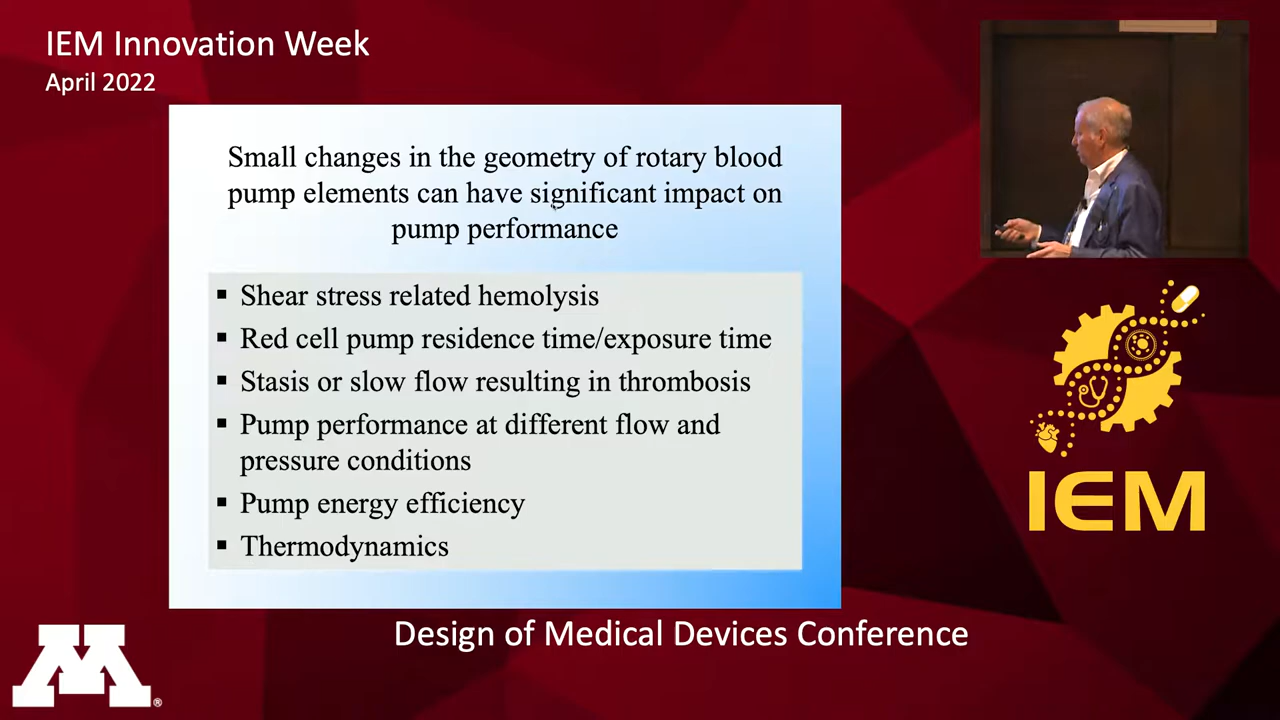 IEM Innovation Week
April 2022
Small changes in the geometry of rotary blood
pump elements can have significant impact on
pump performance
▪ Shear stress related hemolysis
▪ Red cell pump residence time/exposure time
▪ Stasis or slow flow resulting in thrombosis
▪ Pump performance at different flow and
pressure conditions
▪ Pump energy efficiency
▪ Thermodynamics
IEM
Design of Medical Devices Conference
M®